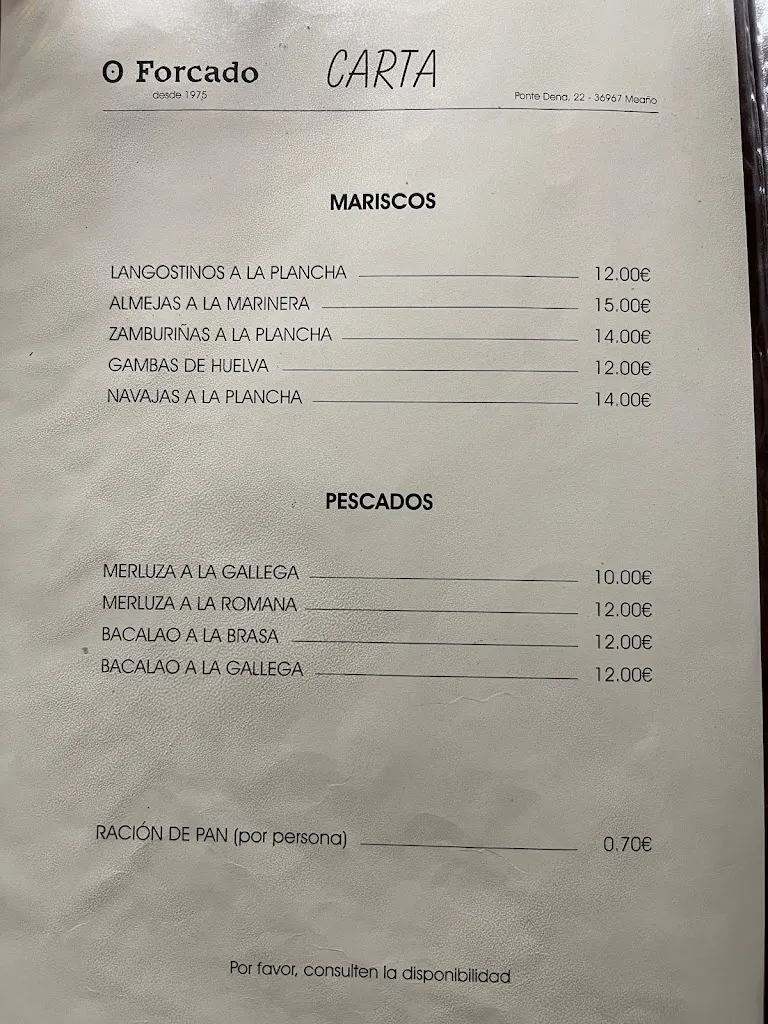 O Forcado
desde 1975
CARTA
Ponte Dena, 22 - 36967 Meaño
MARISCOS
LANGOSTINOS A LA PLANCHA 12.00€
ALMEJAS A LA MARINERA 15.00€
ZAMBURIÑAS A LA PLANCHA 14.00€
GAMBAS DE HUELVA 12.00€
NAVAJAS A LA PLANCHA 14.00€
PESCADOS
MERLUZA A LA GALLEGA 10.00€
MERLUZA A LA ROMANA 12.00€
BACALAO A LA BRASA 12.00€
BACALAO A LA GALLEGA 12.00€
RACIÓN DE PAN (por persona) 0.70€
Por favor, consulten la disponibilidad